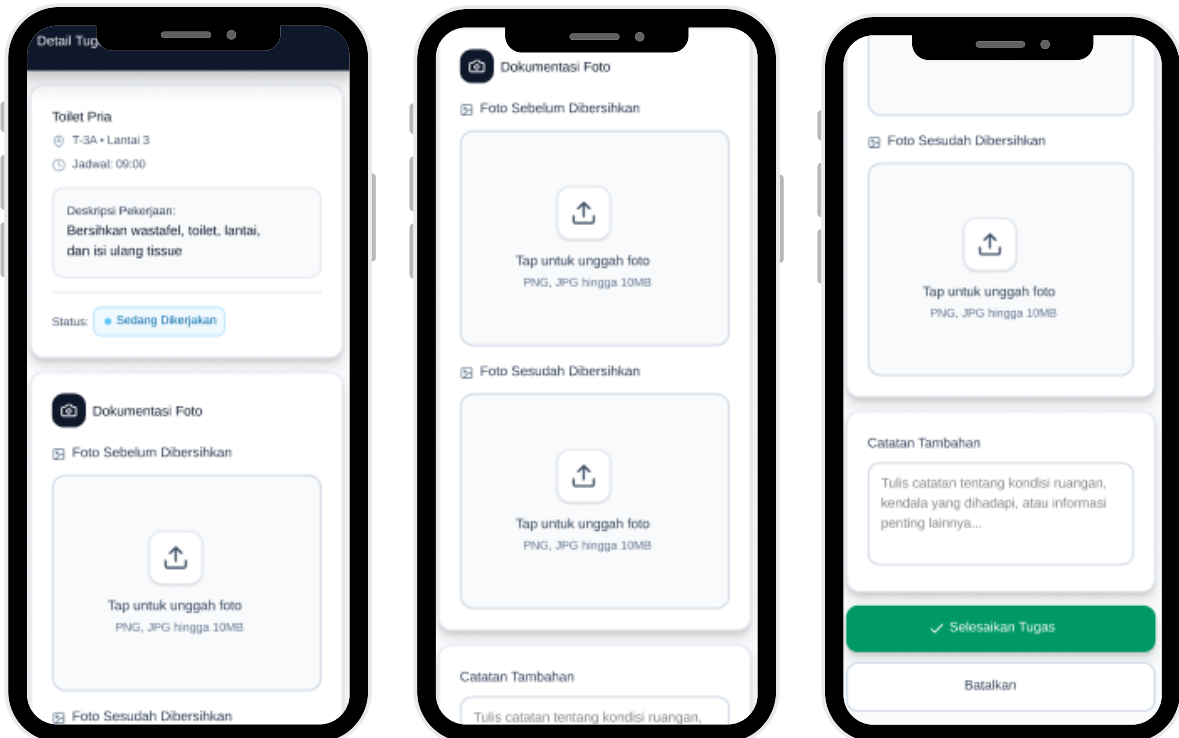 Detail Tug
Toilet Pria
T-3A • Lantai 3
Jadwal: 09:00
Deskripsi Pekerjaan:
Bersihkan wastafel, toilet, lantai,
dan isi ulang tissue
Status:
Sedang Dikerjakan
Dokumentasi Foto
Foto Sebelum Dibersihkan
Tap untuk unggah foto
PNG, JPG hingga 10MB
Foto Sesudah Dibersihkan
Dokumentasi Foto
Foto Sebelum Dibersihkan
Tap untuk unggah foto
PNG, JPG hingga 10MB
Foto Sesudah Dibersihkan
Tap untuk unggah foto
PNG, JPG hingga 10MB
Catatan Tambahan
Tulis catatan tentang kondisi ruangan,
Foto Sesudah Dibersihkan
Tap untuk unggah foto
PNG, JPG hingga 10MB
Catatan Tambahan
Tulis catatan tentang kondisi ruangan,
kendala yang dihadapi, atau informasi
penting lainnya...
Selesaikan Tugas
Batalkan